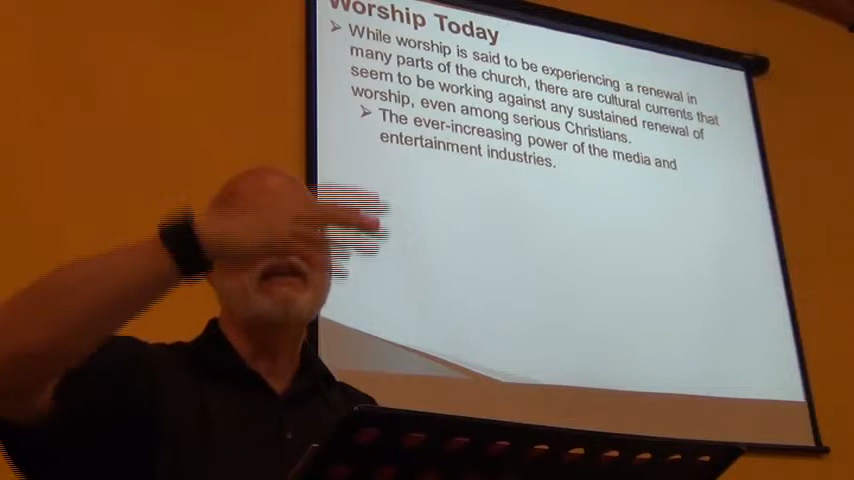 Worship Today
➢ While worship is said to be experiencing a renewal in
many parts of the church, there are cultural currents that
seem to be working against any sustained renewal of
worship, even among serious Christians.
➢ The ever-increasing power of the media and
entertainment industries.